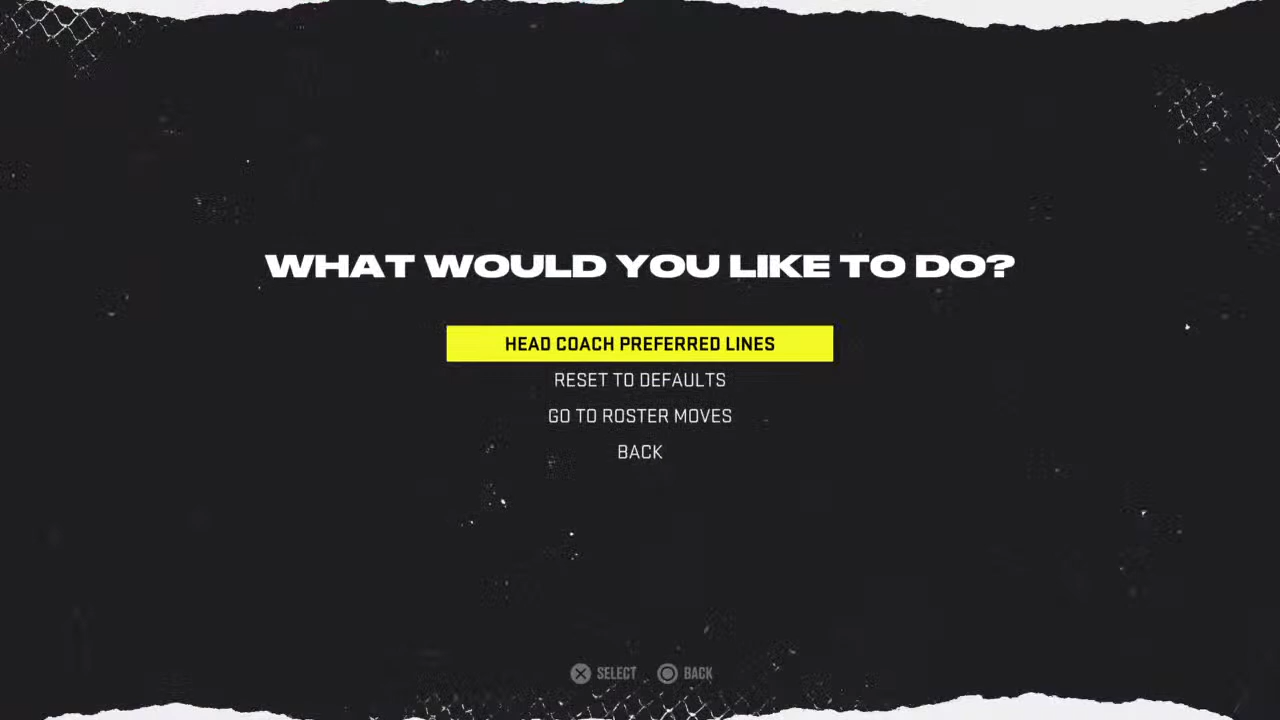 WHAT WOULD YOU LIKE TO DO?
HEAD COACH PREFERRED LINES
RESET TO DEFAULTS
GO TO ROSTER MOVES
BACK
SELECT BACK